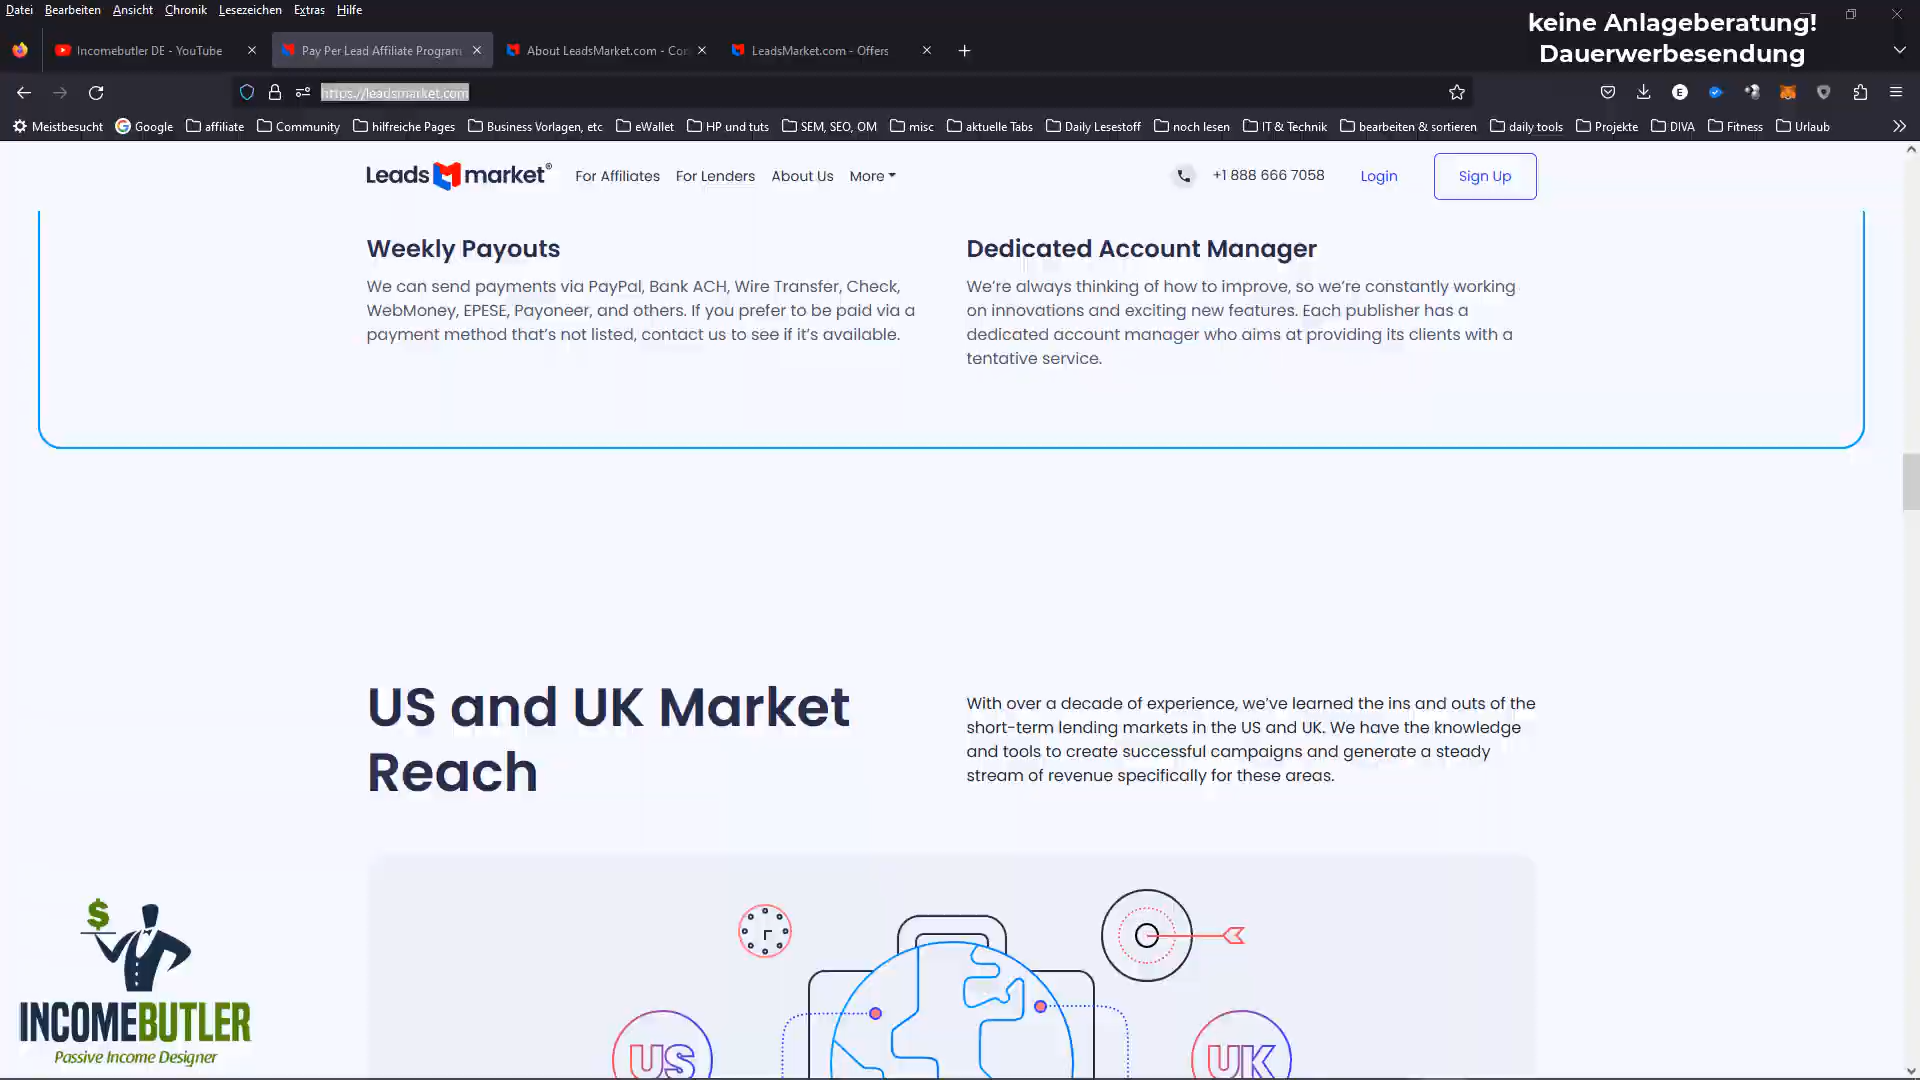 Datei Bearbeiten Ansicht Chronik Lesezeichen Extras Hilfe
keine Anlageberatung!
Dauerwerbesendung
Incomebutler DE - YouTube
Pay Per Lead Affiliate Program
About LeadsMarket.com - Co
LeadsMarket.com - Offers
https://leadsmarket.com
Meistbesucht Google affiliate Community hilfreiche Pages Business Vorlagen, etc eWallet HP und tuts SEM, SEO, OM misc aktuelle Tabs Daily Lesestoff noch lesen IT & Technik bearbeiten & sortieren daily tools Projekte DIVA Fitness Urlaub
Leads market® For Affiliates For Lenders About Us More +1 888 666 7058 Login Sign Up
Weekly Payouts
We can send payments via PayPal, Bank ACH, Wire Transfer, Check,
WebMoney, EPESE, Payoneer, and others. If you prefer to be paid via a
payment method that's not listed, contact us to see if it's available.
Dedicated Account Manager
We're always thinking of how to improve, so we're constantly working
on innovations and exciting new features. Each publisher has a
dedicated account manager who aims at providing its clients with a
tentative service.
US and UK Market
Reach
With over a decade of experience, we've learned the ins and outs of the
short-term lending markets in the US and UK. We have the knowledge
and tools to create successful campaigns and generate a steady
stream of revenue specifically for these areas.
US
UK
$
INCOMEBUTLER
Passive Income Designer